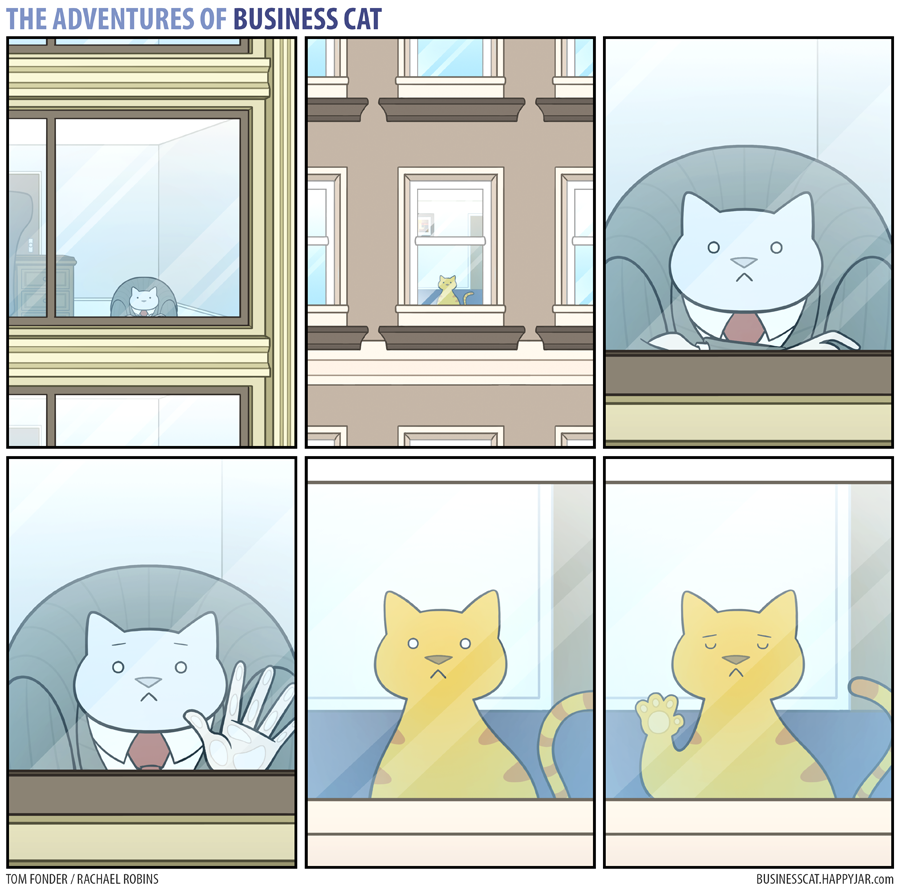 THE ADVENTURES OF BUSINESS CAT
TOM FONDER / RACHAEL ROBINS
BUSINESSCAT.HAPPYJAR.com